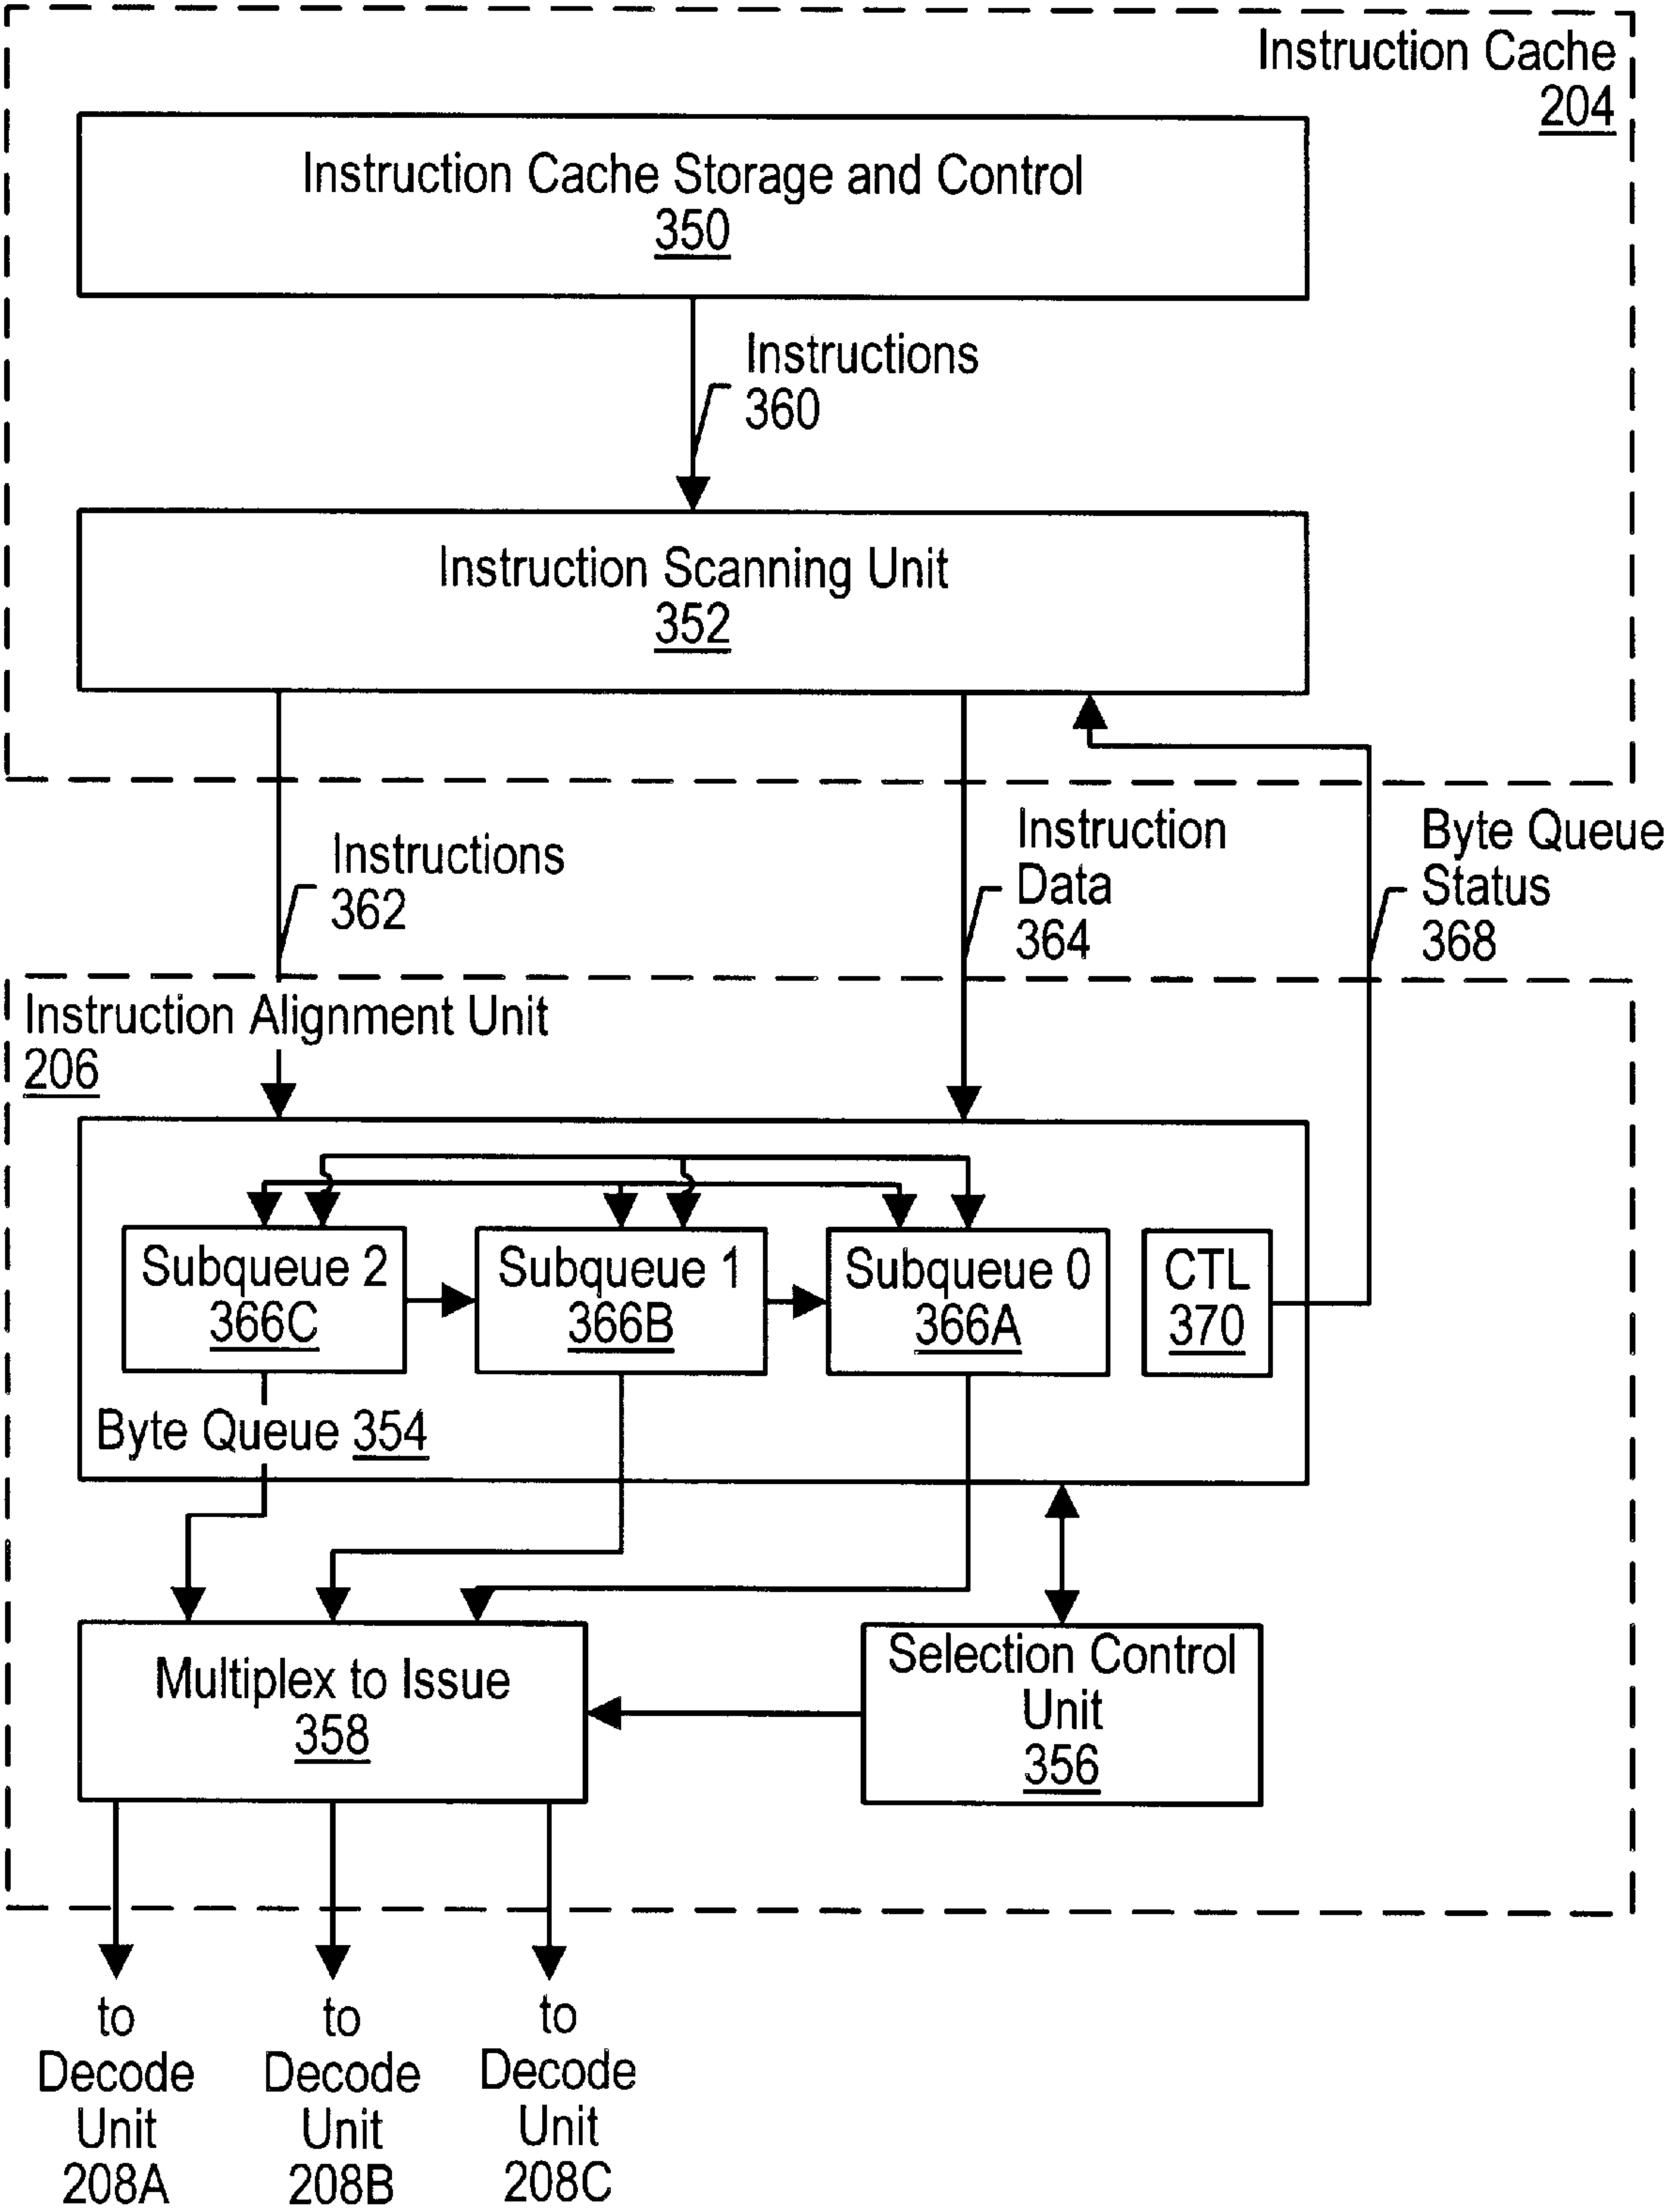 Instruction Cache
204
Instruction Cache Storage and Control
350
Instructions
360
Instruction Scanning Unit
352
Instructions
362
Instruction
Data
364
Byte Queue
Status
368
Instruction Alignment Unit
206
Subqueue 2
366C
Subqueue 1
366B
Subqueue 0
366A
CTL
370
Byte Queue 354
Multiplex to Issue
358
Selection Control
Unit
356
to
Decode
Unit
208A
to
Decode
Unit
208B
to
Decode
Unit
208C